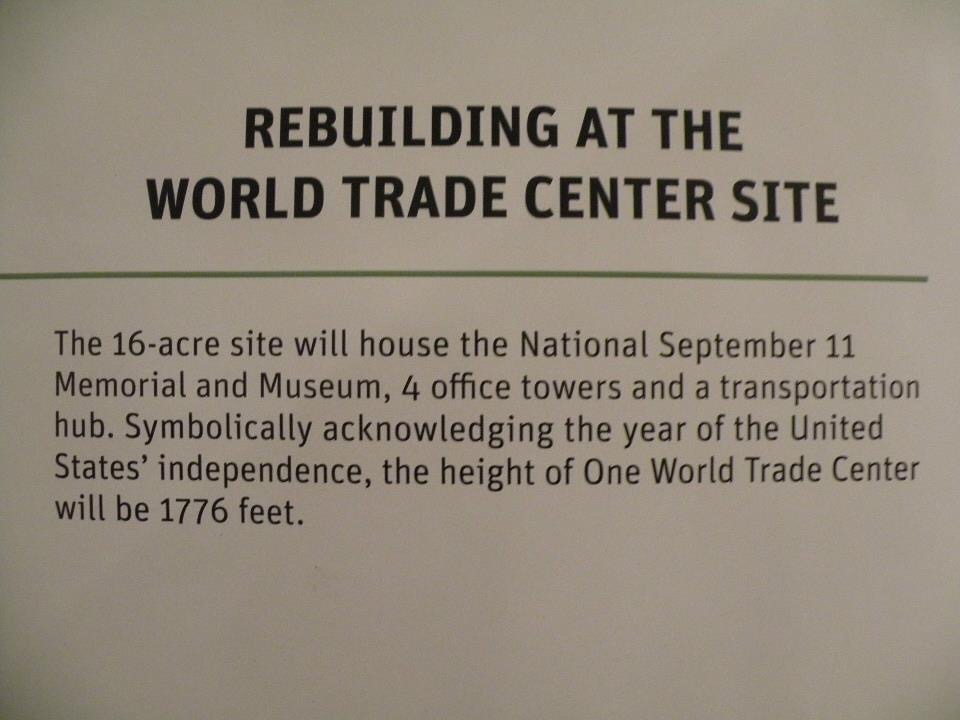 REBUILDING AT THE
WORLD TRADE CENTER SITE
The 16-acre site will house the National September 11
Memorial and Museum, 4 office towers and a transportation
hub. Symbolically acknowledging the year of the United
States’ independence, the height of One World Trade Center
will be 1776 feet.